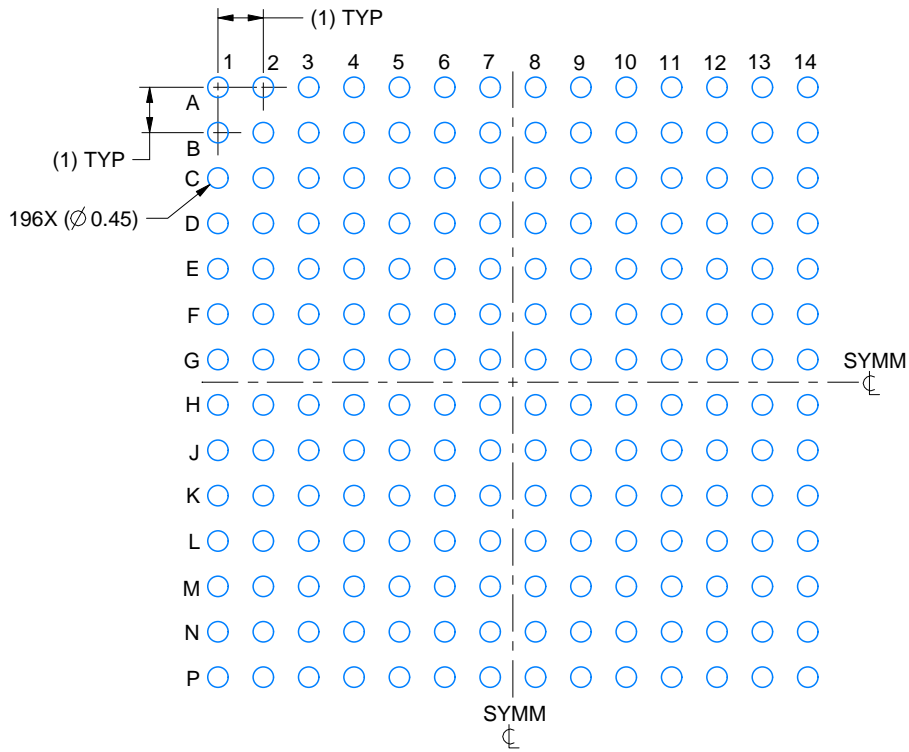 (1) TYP
1 2 3 4 5 6 7 8 9 10 11 12 13 14
A
B
(1) TYP
C
196X (∅ 0.45)
D
E
F
G
SYMM
℄
H
J
K
L
M
N
P
SYMM
℄